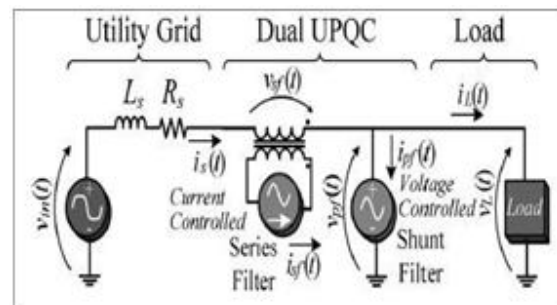 Utility Grid Dual UPQC Load
Ls Rs vsf(t) iL(t)
is(t) ipf(t)
vin(t) Current Controlled vpf(t) Voltage Controlled vL(t) Load
Series Filter isf(t) Shunt Filter